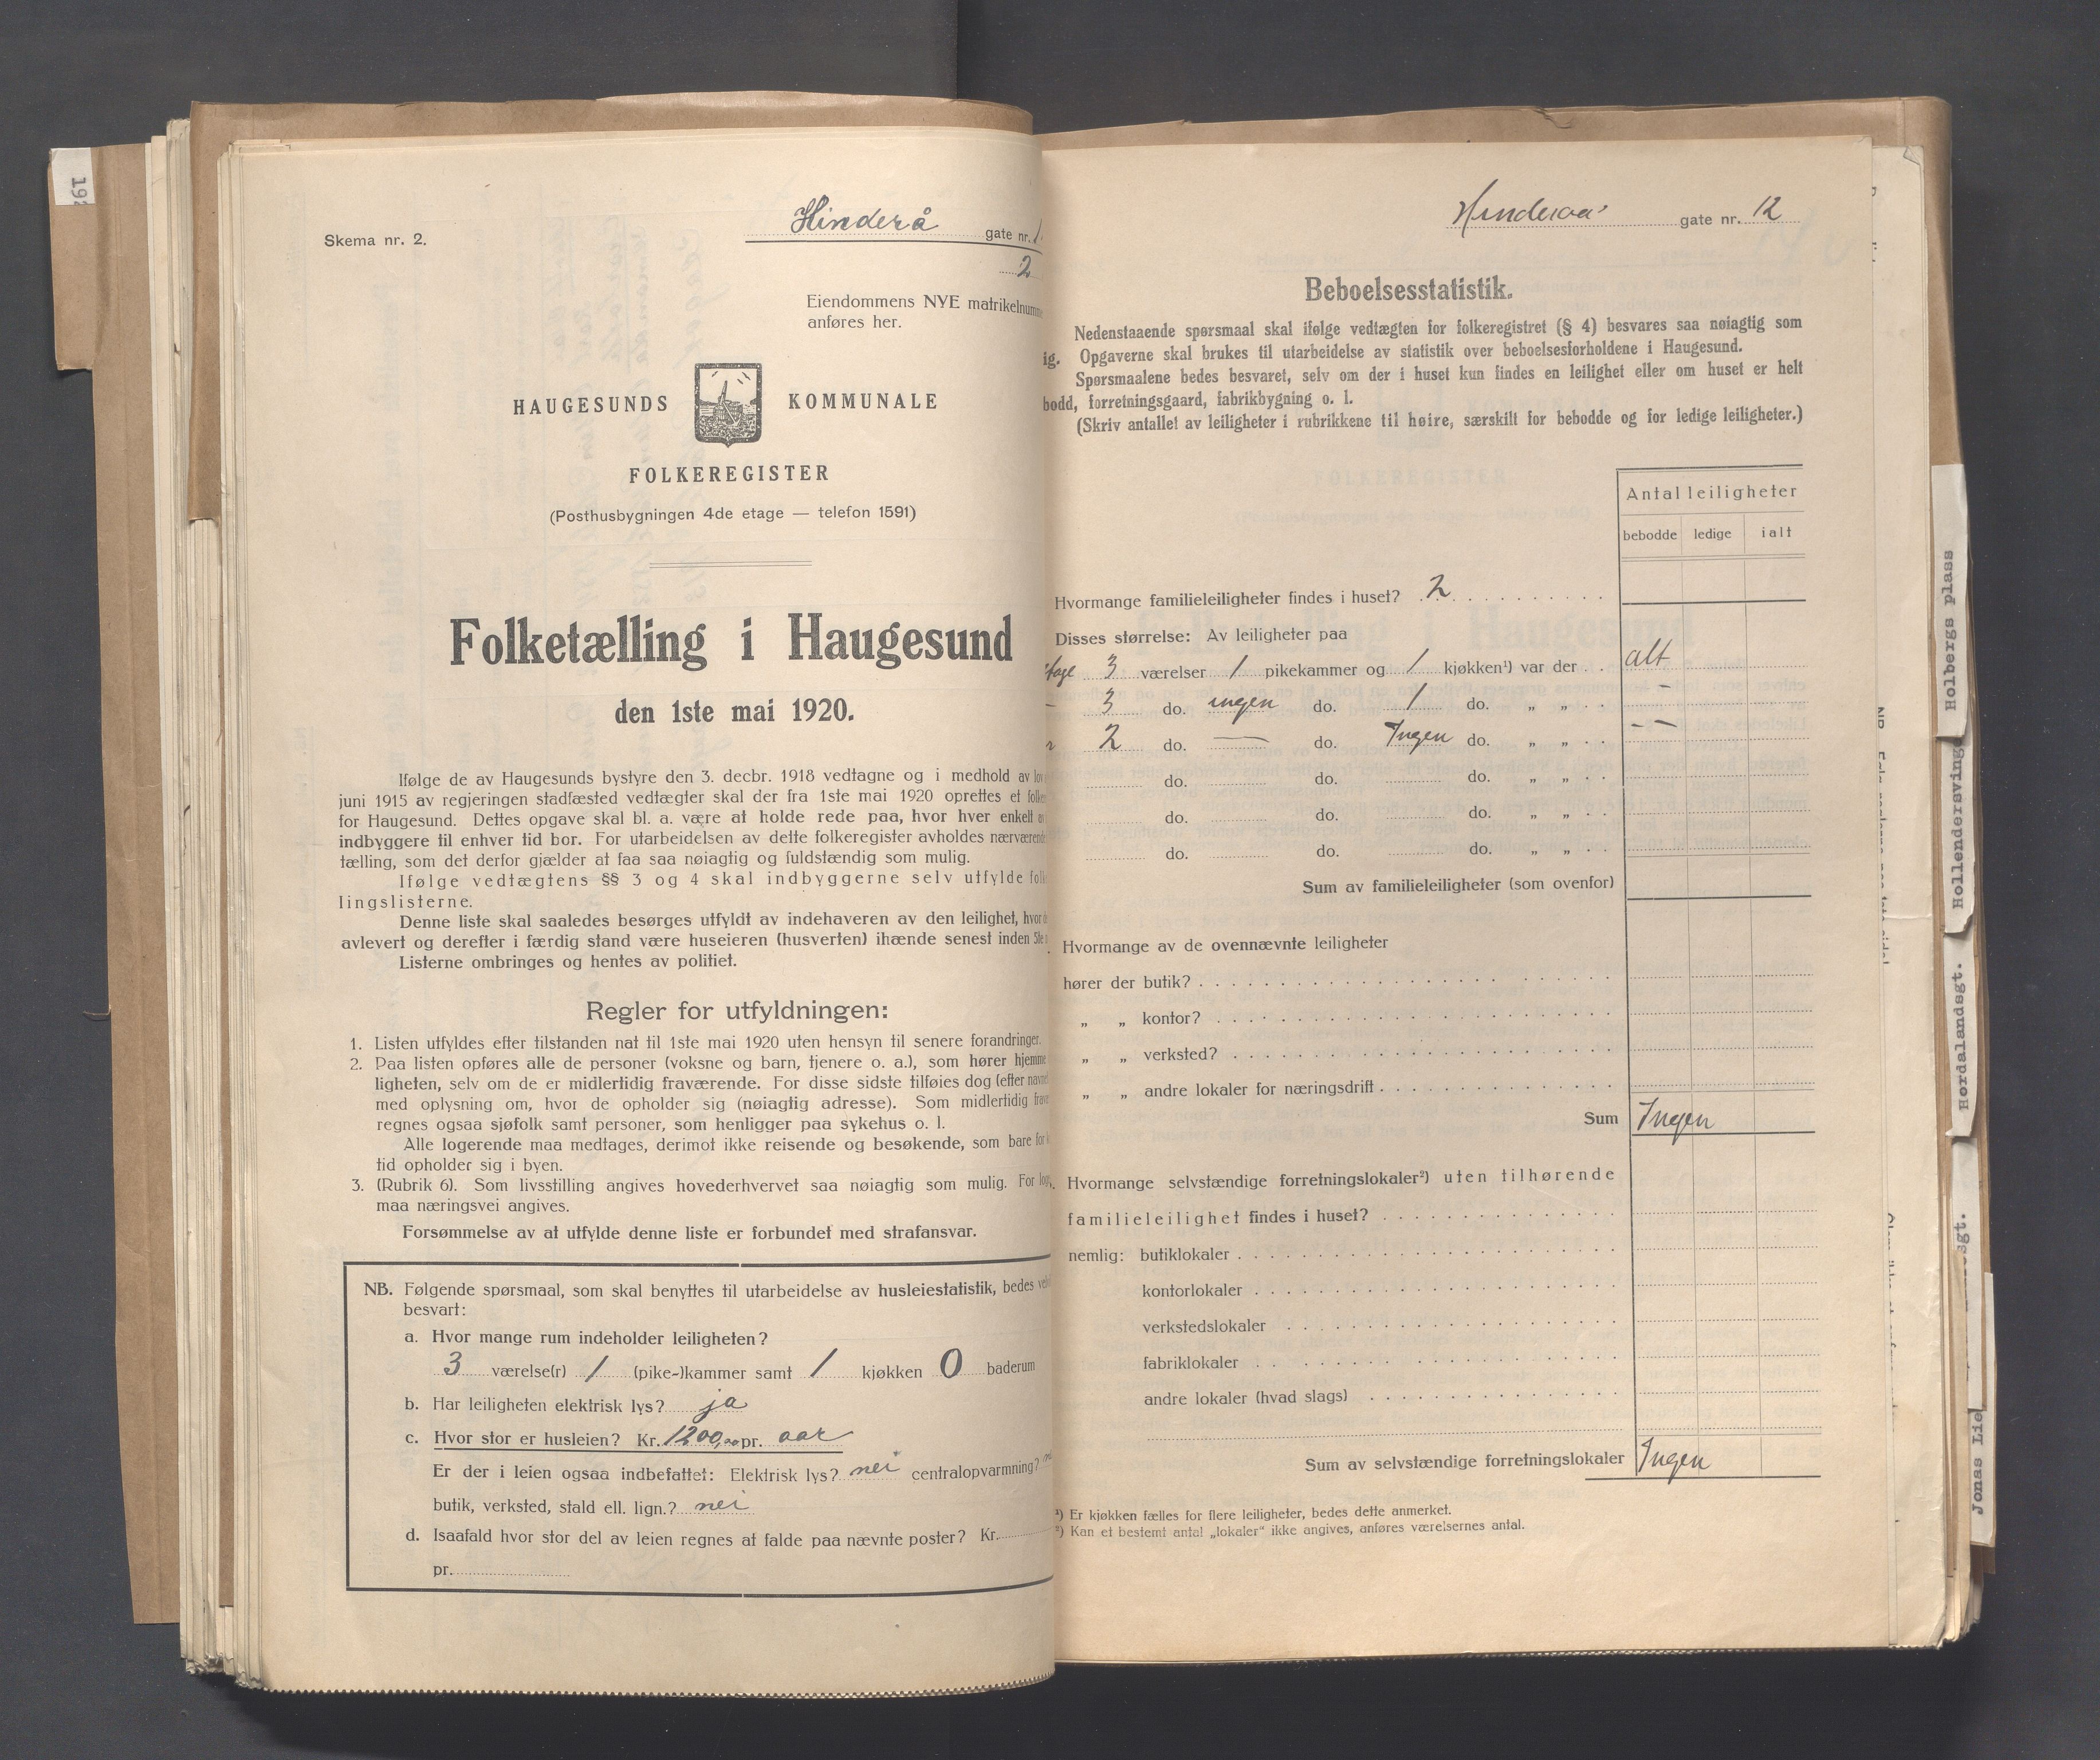 Skema nr. 2.
Hinderå gate nr.
2
Eiendommens NYE
anføres her.
HAUGESUNDS KOMMUNALE
FOLKEREGISTER
(Posthusbygningen 4de etage — telefon 1591)
Folketælling i Haugesund
den 1ste mai 1920.
Ifølge de av Haugesunds bystyre den 3. decbr. 1918 vedtagne og i medhold av lov
juni 1915 av regjeringen stadfæsted vedtægter skal der fra 1ste mai 1920 oprettes et
for Haugesund. Dettes opgave skal bl. a. være at holde rede paa, hvor hver enkelt av
indbyggere til enhver tid bor. For utarbeidelsen av dette folkeregister avholdes
tælling, som det derfor gjælder at faa saa nøiagtig og fuldstændig som mulig.
Ifølge vedtægtens §§ 3 og 4 skal indbyggerne selv utfylde
lingslisterne.
Denne liste skal saaledes besørges utfyldt av indehaveren av den leilighet, hvor
avlevert og derefter i færdig stand være huseieren (husverten) ihænde senest inden 5te
Listerne ombringes og hentes av politiet.
Regler for utfyldningen:
1. Listen utfyldes efter tilstanden nat til 1ste mai 1920 uten hensyn til senere forandringer.
2. Paa listen opføres alle de personer (voksne og barn, tjenere o. a.), som hører hjemme
ligheten, selv om de er midlertidig fraværende. For disse sidste tilføies dog (efter
med oplysning om, hvor de opholder sig (nøiagtig adresse). Som midlertidig
regnes ogsaa sjøfolk samt personer, som henligger paa sykehus o. l.
Alle logerende maa medtages, derimot ikke reisende og besøkende, som bare for
tid opholder sig i byen.
3. (Rubrik 6). Som livsstilling angives hovederhvervet saa nøiagtig som mulig. For
maa næringsvei angives.
Forsømmelse av at utfylde denne liste er forbundet med strafansvar.
NB. Følgende spørsmaal, som skal benyttes til utarbeidelse av husleiestatistik, bedes
besvart:
a. Hvor mange rum indeholder leiligheten?
3 værelse(r) 1 (pike-)kammer samt 1 kjøkken 0 baderum
b. Har leiligheten elektrisk lys? ja
c. Hvor stor er husleien? Kr. 1200,00 pr. aar
Er der i leien ogsaa indbefattet: Elektrisk lys? nei centralopvarmning?
butik, verksted, stald ell. lign.? nei
d. Isaafald hvor stor del av leien regnes at falde paa nævnte poster? Kr.
pr.
Hinderaa gate nr. 12
Beboelsesstatistik.
Nedenstaaende spørsmaal skal ifølge vedtægten for folkeregistret (§ 4) besvares saa nøiagtig som
ig. Opgaverne skal brukes til utarbeidelse av statistik over beboelsesforholdene i Haugesund.
Spørsmaalene bedes besvaret, selv om der i huset kun findes en leilighet eller om huset er helt
bodd, forretningsgaard, fabrikbygning o. l.
(Skriv antallet av leiligheter i rubrikkene til høire, særskilt for bebodde og for ledige leiligheter.)
Antal leiligheter
bebodde ledige ialt
Hvormange familieleiligheter findes i huset? 2
Disses størrelse: Av leiligheter paa
3 værelser 1 pikekammer og 1 kjøkken¹) var der alt
3 do. ingen do. 1 do. „ „ —
2 do. — do. Ingen do. „ „ — —
do. do. do. „ „
do. do. do. „ „
do. do. do. „ „
Sum av familieleiligheter (som ovenfor)
Hvormange av de ovennævnte leiligheter
hører der butik?
„ „ kontor?
„ „ verksted?
„ „ andre lokaler for næringsdrift
Sum Ingen
Hvormange selvstændige forretningslokaler²) uten tilhørende
familieleilighet findes i huset?
nemlig: butiklokaler
kontorlokaler
verkstedslokaler
fabriklokaler
andre lokaler (hvad slags)
Sum av selvstændige forretningslokaler Ingen
¹) Er kjøkken fælles for flere leiligheter, bedes dette anmerket.
²) Kan et bestemt antal „lokaler“ ikke angives, anføres værelsernes antal.
Holbergs plass
Hollendersvingen
Hordalandsgt.
sgt.
Jonas Lie